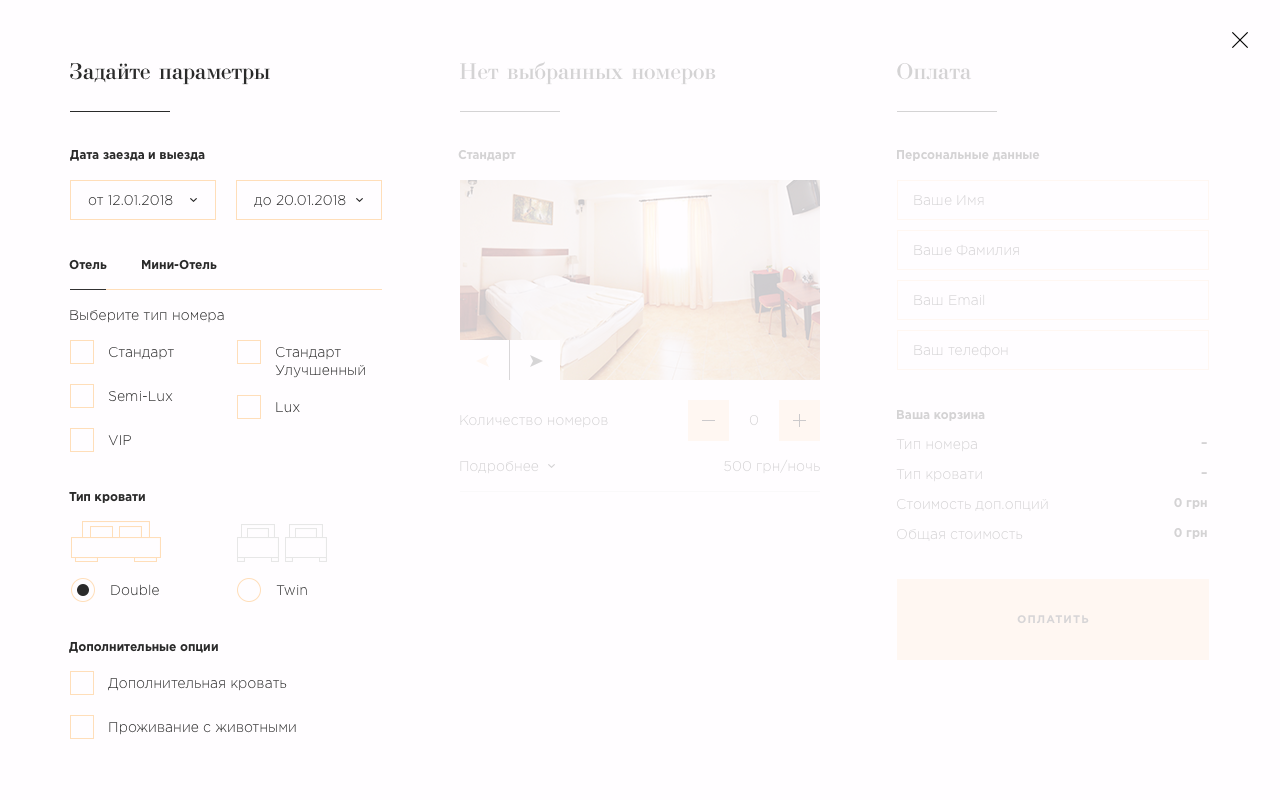 Задайте параметры
Дата заезда и выезда
от 12.01.2018
до 20.01.2018
Отель
Мини-Отель
Выберите тип номера
Стандарт
Стандарт
Улучшенный
Semi-Lux
Lux
VIP
Тип кровати
Double
Twin
Дополнительные опции
Дополнительная кровать
Проживание с животными
Нет выбранных номеров
Стандарт
Количество номеров
0
Подробнее
500 грн/ночь
Оплата
Персональные данные
Ваше Имя
Ваше Фамилия
Ваш Email
Ваш телефон
Ваша корзина
Тип номера –
Тип кровати –
Стоимость доп.опций 0 грн
Общая стоимость 0 грн
ОПЛАТИТЬ